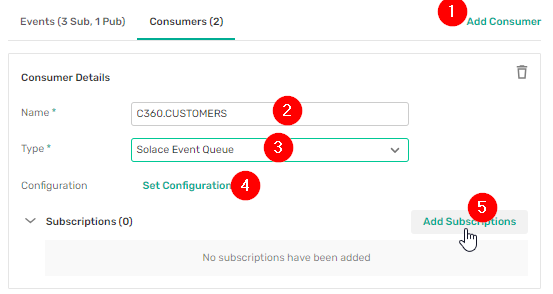 Events (3 Sub, 1 Pub) Consumers (2) 1 Add Consumer
Consumer Details
Name * C360.CUSTOMERS 2
Type * Solace Event Queue 3
Configuration Set Configuration 4
5
Subscriptions (0) Add Subscriptions
No subscriptions have been added